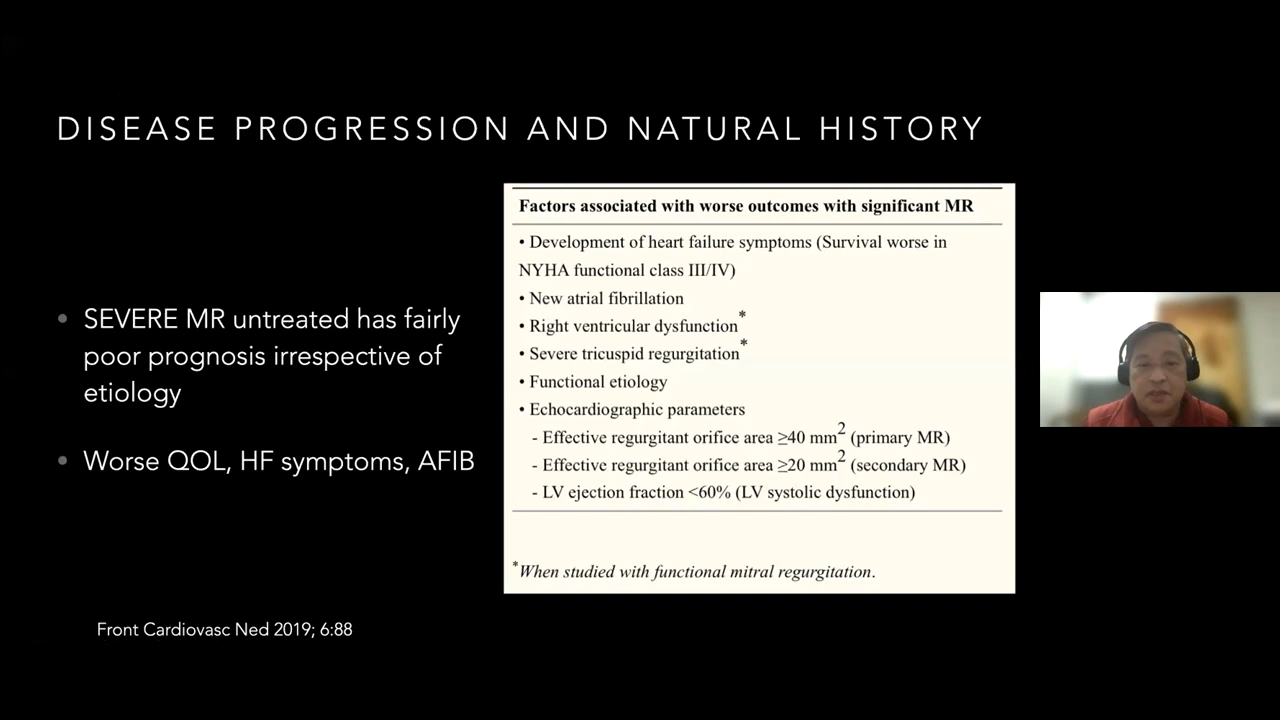 DISEASE PROGRESSION AND NATURAL HISTORY
• SEVERE MR untreated has fairly
poor prognosis irrespective of
etiology
• Worse QOL, HF symptoms, AFIB
Factors associated with worse outcomes with significant MR
• Development of heart failure symptoms (Survival worse in
NYHA functional class III/IV)
• New atrial fibrillation
• Right ventricular dysfunction*
• Severe tricuspid regurgitation*
• Functional etiology
• Echocardiographic parameters
- Effective regurgitant orifice area ≥40 mm² (primary MR)
- Effective regurgitant orifice area ≥20 mm² (secondary MR)
- LV ejection fraction <60% (LV systolic dysfunction)
*When studied with functional mitral regurgitation.
Front Cardiovasc Ned 2019; 6:88